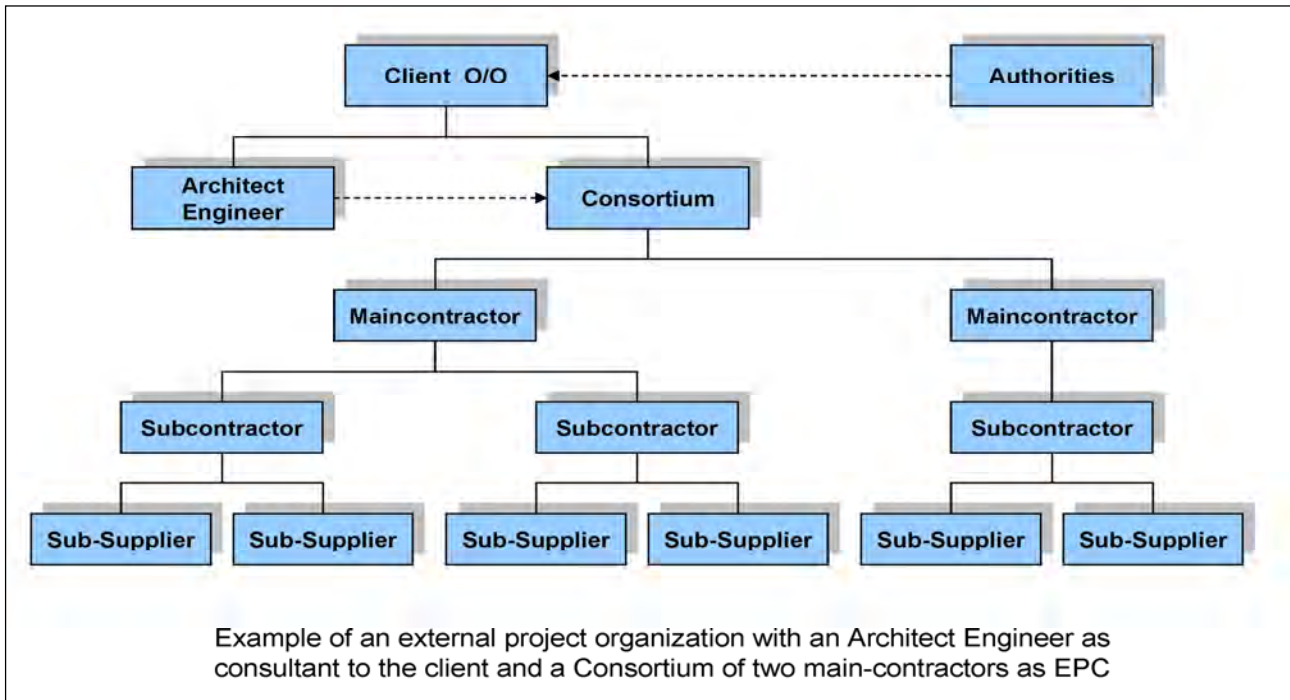 Client O/O
Authorities
Architect
Engineer
Consortium
Maincontractor
Maincontractor
Subcontractor
Subcontractor
Subcontractor
Sub-Supplier
Sub-Supplier
Sub-Supplier
Sub-Supplier
Sub-Supplier
Sub-Supplier
Example of an external project organization with an Architect Engineer as
consultant to the client and a Consortium of two main-contractors as EPC